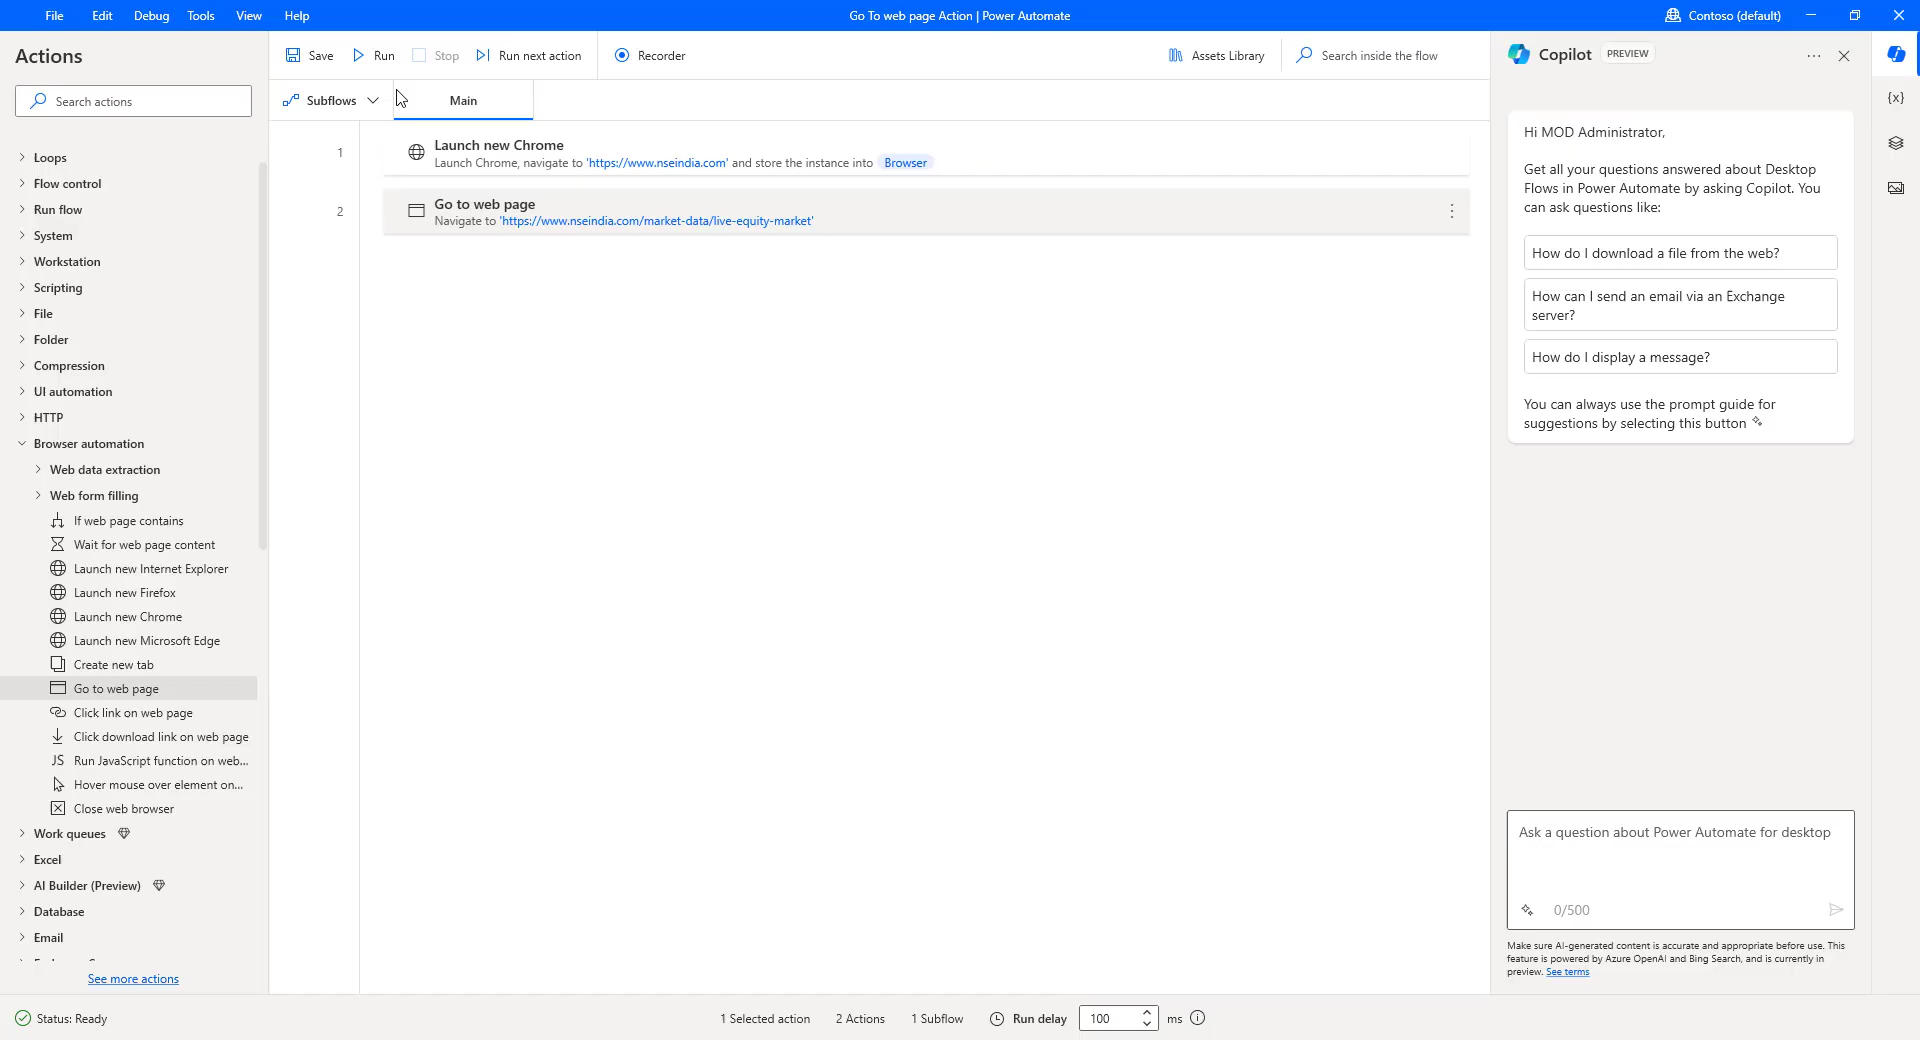 File Edit Debug Tools View Help
Go To web page Action | Power Automate
Contoso (default)
Actions
Search actions
Loops
Flow control
Run flow
System
Workstation
Scripting
File
Folder
Compression
UI automation
HTTP
Browser automation
Web data extraction
Web form filling
If web page contains
Wait for web page content
Launch new Internet Explorer
Launch new Firefox
Launch new Chrome
Launch new Microsoft Edge
Create new tab
Go to web page
Click link on web page
Click download link on web page
JS Run JavaScript function on web...
Hover mouse over element on...
Close web browser
Work queues
Excel
AI Builder (Preview)
Database
Email
See more actions
Save Run Stop Run next action Recorder
Assets Library
Search inside the flow
Subflows Main
1 Launch new Chrome
Launch Chrome, navigate to 'https://www.nseindia.com' and store the instance into Browser
2 Go to web page
Navigate to 'https://www.nseindia.com/market-data/live-equity-market'
Copilot PREVIEW
{x}
Hi MOD Administrator,
Get all your questions answered about Desktop
Flows in Power Automate by asking Copilot. You
can ask questions like:
How do I download a file from the web?
How can I send an email via an Exchange
server?
How do I display a message?
You can always use the prompt guide for
suggestions by selecting this button
Ask a question about Power Automate for desktop
0/500
Make sure AI-generated content is accurate and appropriate before use. This
feature is powered by Azure OpenAI and Bing Search, and is currently in
preview. See terms
Status: Ready
1 Selected action 2 Actions 1 Subflow Run delay 100 ms